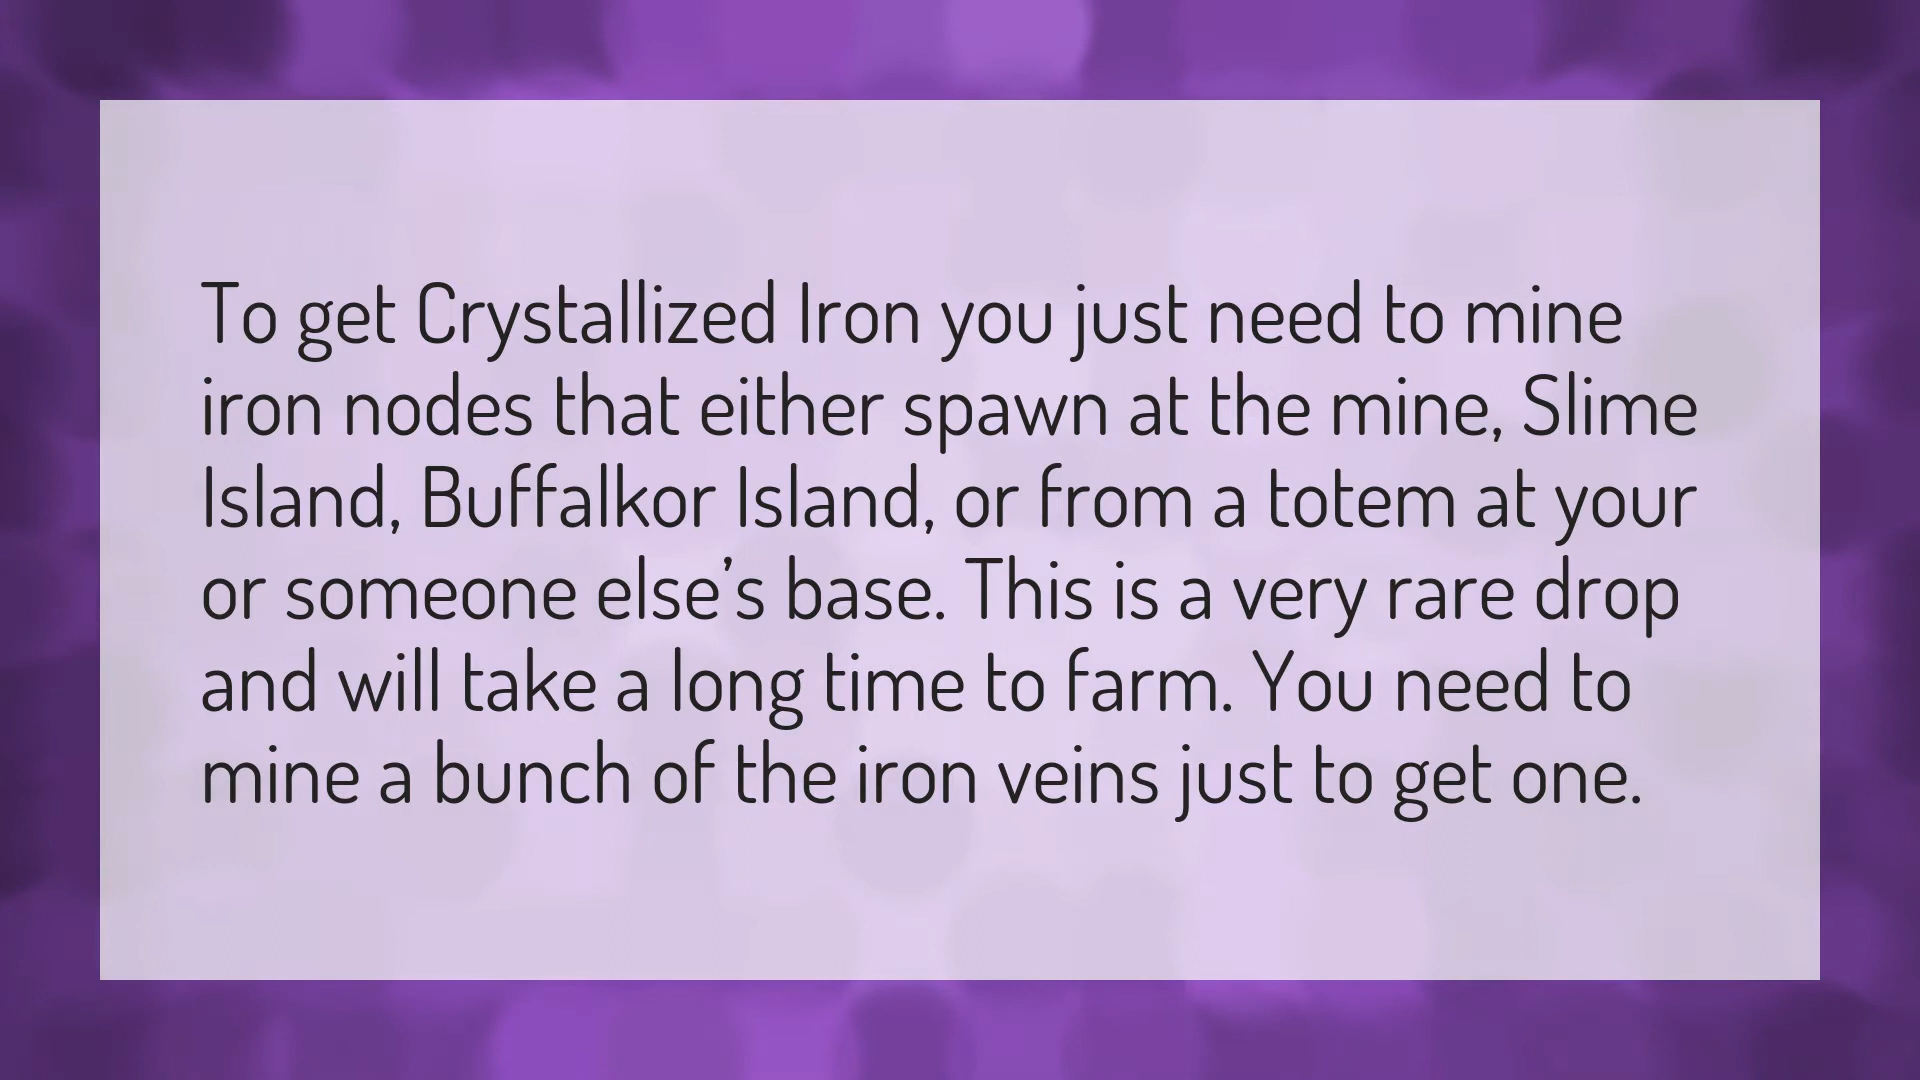 To get Crystallized Iron you just need to mine
iron nodes that either spawn at the mine, Slime
Island, Buffalkor Island, or from a totem at your
or someone else’s base. This is a very rare drop
and will take a long time to farm. You need to
mine a bunch of the iron veins just to get one.